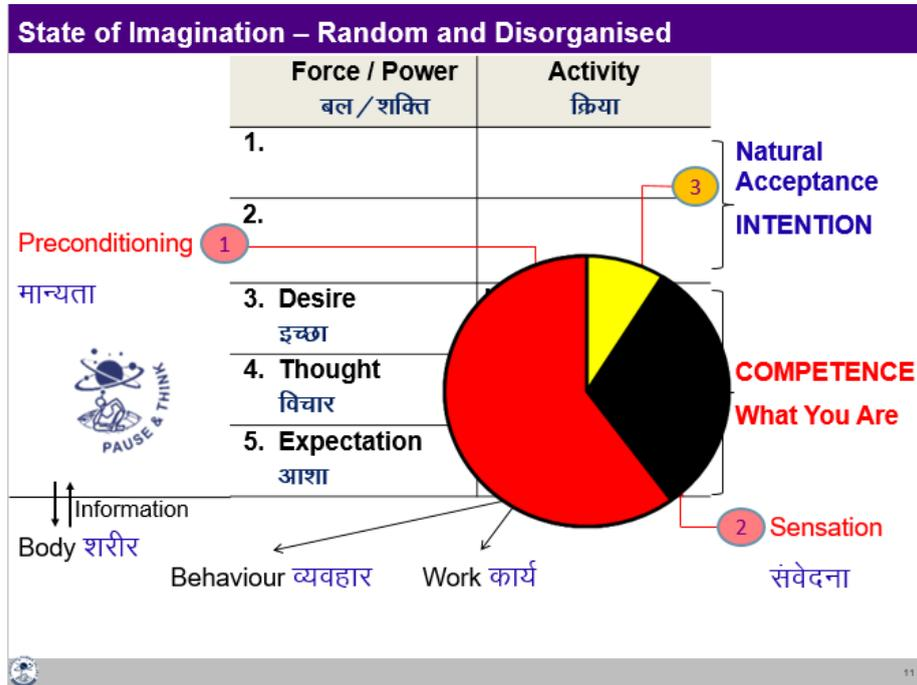 State of Imagination – Random and Disorganised
Force / Power
बल / शक्ति
Activity
क्रिया
1.
2.
3. Desire
इच्छा
4. Thought
विचार
5. Expectation
आशा
Natural
Acceptance
INTENTION
3
Preconditioning 1
मान्यता
PAUSE & THINK
COMPETENCE
What You Are
2 Sensation
संवेदना
Information
Body शरीर
Behaviour व्यवहार
Work कार्य
11